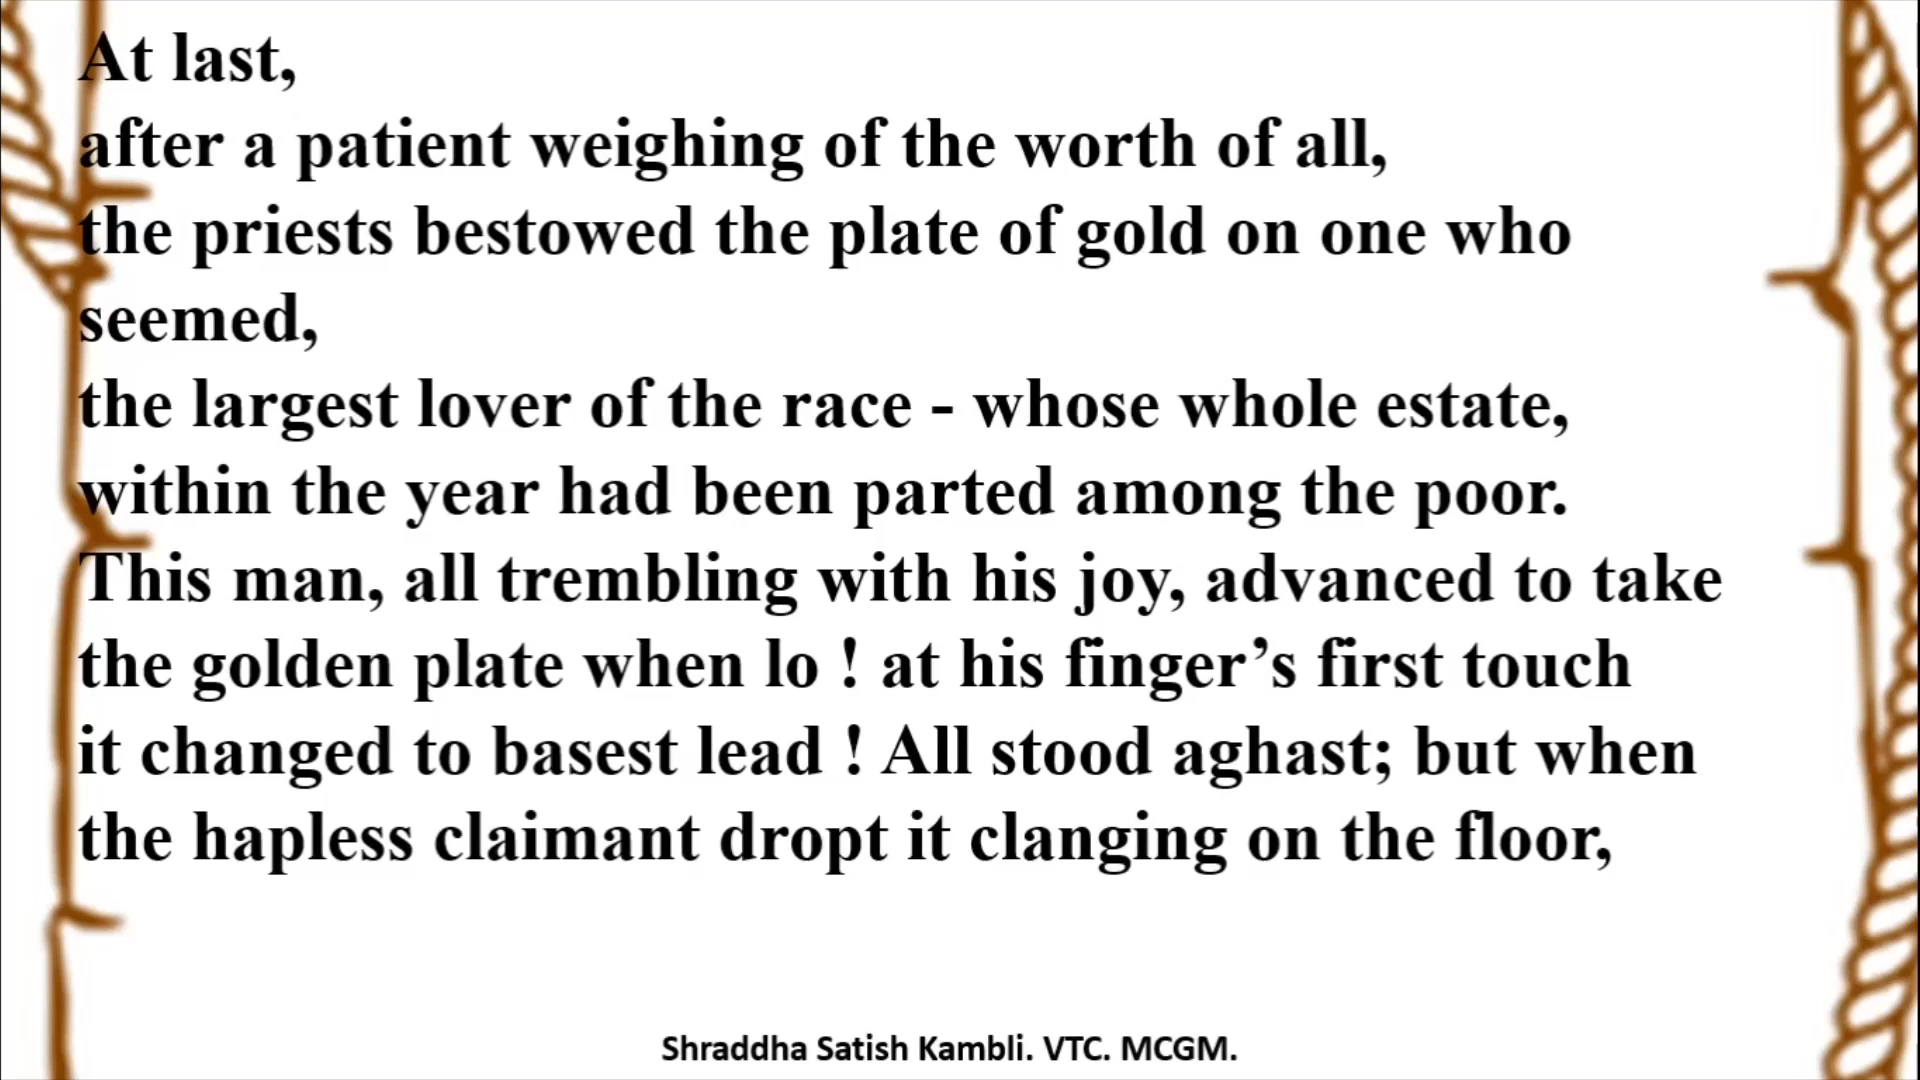 At last,
after a patient weighing of the worth of all,
the priests bestowed the plate of gold on one who
seemed,
the largest lover of the race - whose whole estate,
within the year had been parted among the poor.
This man, all trembling with his joy, advanced to take
the golden plate when lo ! at his finger’s first touch
it changed to basest lead ! All stood aghast; but when
the hapless claimant dropt it clanging on the floor,
Shraddha Satish Kambli. VTC. MCGM.